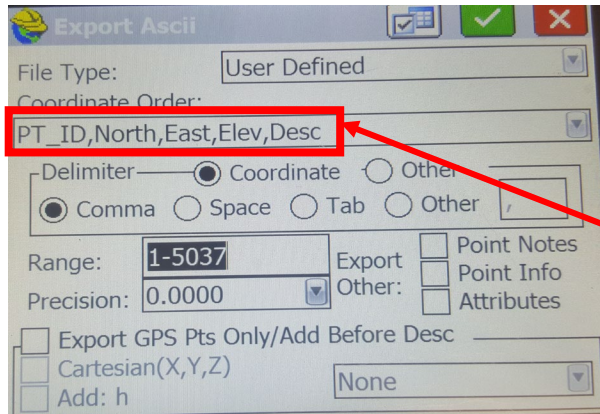 Export Ascii
File Type: User Defined
Coordinate Order:
PT_ID,North,East,Elev,Desc
Delimiter Coordinate Other
Comma Space Tab Other ,
Range: 1-5037 Export Other: Point Notes
Precision: 0.0000 Point Info
Attributes
Export GPS Pts Only/Add Before Desc
Cartesian(X,Y,Z) None
Add: h